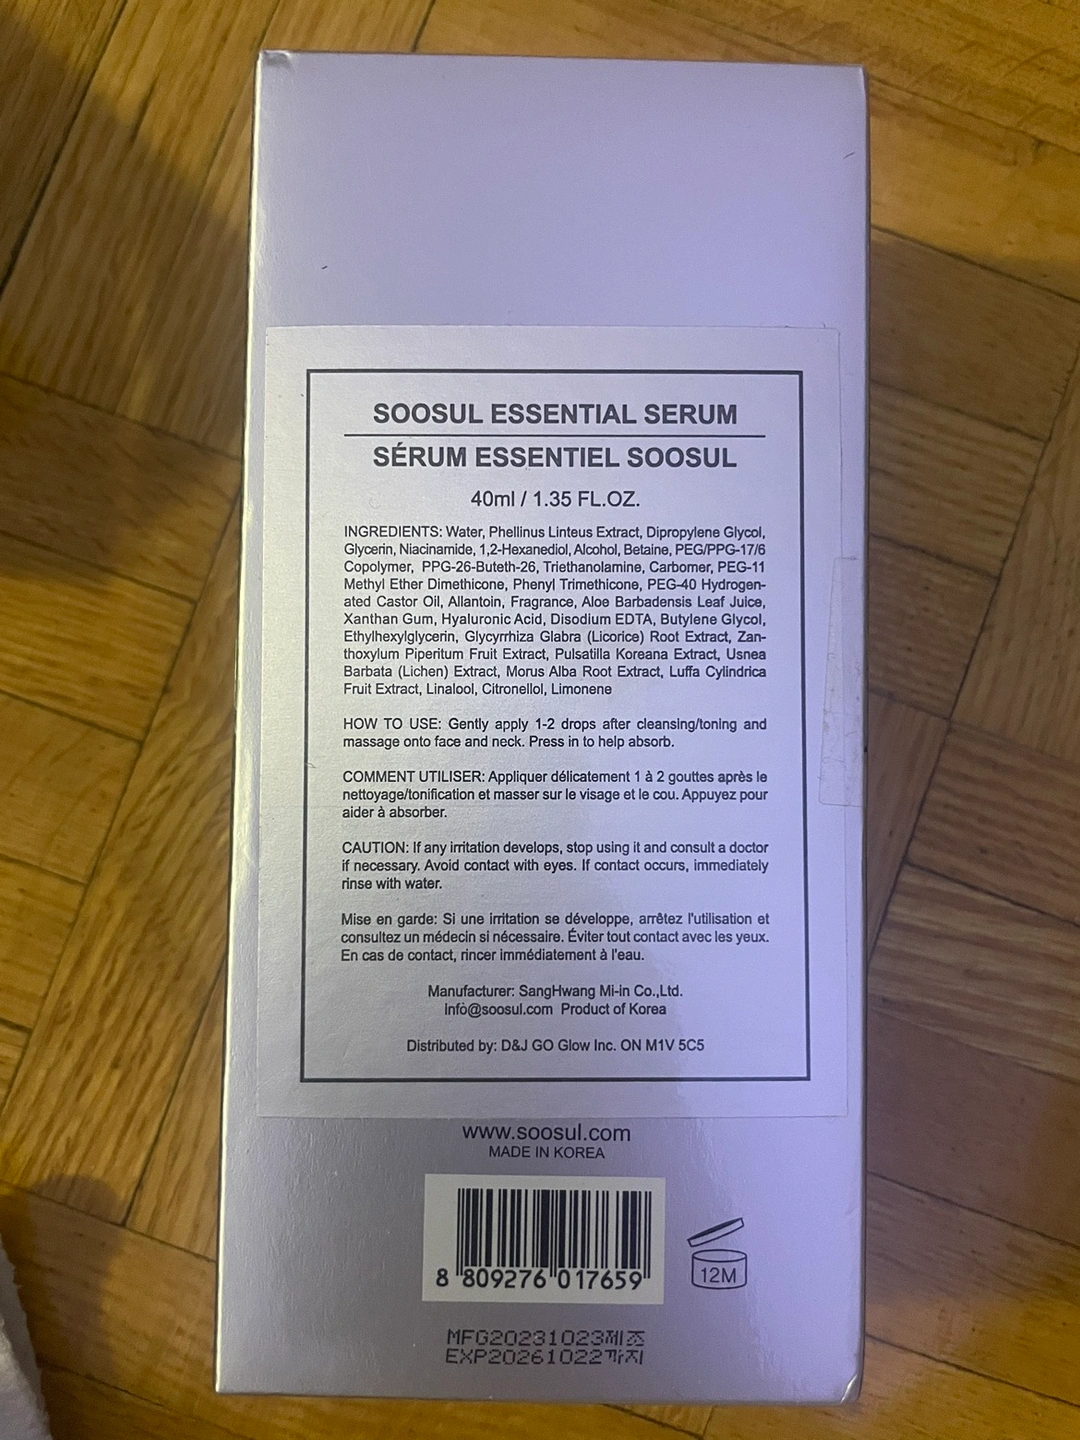 SOOSUL ESSENTIAL SERUM
SÉRUM ESSENTIEL SOOSUL
40ml / 1.35 FL.OZ.
INGREDIENTS: Water, Phellinus Linteus Extract, Dipropylene Glycol,
Glycerin, Niacinamide, 1,2-Hexanediol, Alcohol, Betaine, PEG/PPG-17/6
Copolymer, PPG-26-Buteth-26, Triethanolamine, Carbomer, PEG-11
Methyl Ether Dimethicone, Phenyl Trimethicone, PEG-40 Hydrogen-
ated Castor Oil, Allantoin, Fragrance, Aloe Barbadensis Leaf Juice,
Xanthan Gum, Hyaluronic Acid, Disodium EDTA, Butylene Glycol,
Ethylhexylglycerin, Glycyrrhiza Glabra (Licorice) Root Extract, Zan-
thoxylum Piperitum Fruit Extract, Pulsatilla Koreana Extract, Usnea
Barbata (Lichen) Extract, Morus Alba Root Extract, Luffa Cylindrica
Fruit Extract, Linalool, Citronellol, Limonene
HOW TO USE: Gently apply 1-2 drops after cleansing/toning and
massage onto face and neck. Press in to help absorb.
COMMENT UTILISER: Appliquer délicatement 1 à 2 gouttes après le
nettoyage/tonification et masser sur le visage et le cou. Appuyez pour
aider à absorber.
CAUTION: If any irritation develops, stop using it and consult a doctor
if necessary. Avoid contact with eyes. If contact occurs, immediately
rinse with water.
Mise en garde: Si une irritation se développe, arrêtez l'utilisation et
consultez un médecin si nécessaire. Éviter tout contact avec les yeux.
En cas de contact, rincer immédiatement à l'eau.
Manufacturer: SangHwang Mi-in Co.,Ltd.
infò@soosul.com Product of Korea
Distributed by: D&J GO Glow Inc. ON M1V 5C5
www.soosul.com
MADE IN KOREA
8 809276 017659
12M
MFG20231023제조
EXP20261022까지